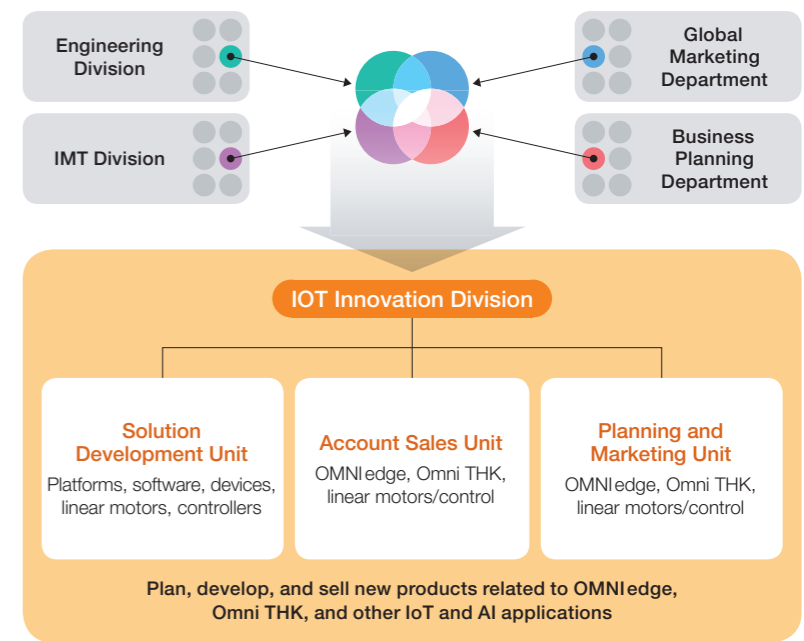 Engineering
Division
Global
Marketing
Department
IMT Division
Business
Planning
Department
IOT Innovation Division
Solution
Development Unit
Platforms, software, devices,
linear motors, controllers
Account Sales Unit
OMNIedge, Omni THK,
linear motors/control
Planning and
Marketing Unit
OMNIedge, Omni THK,
linear motors/control
Plan, develop, and sell new products related to OMNIedge,
Omni THK, and other IoT and AI applications